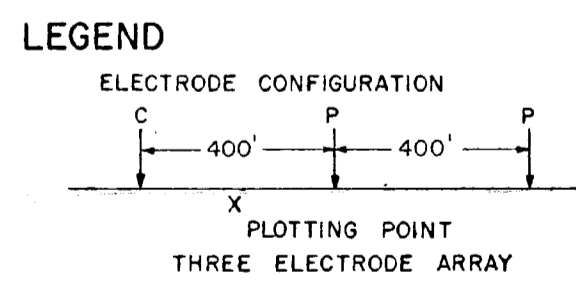 LEGEND
ELECTRODE CONFIGURATION
C P P
400' 400'
X
PLOTTING POINT
THREE ELECTRODE ARRAY